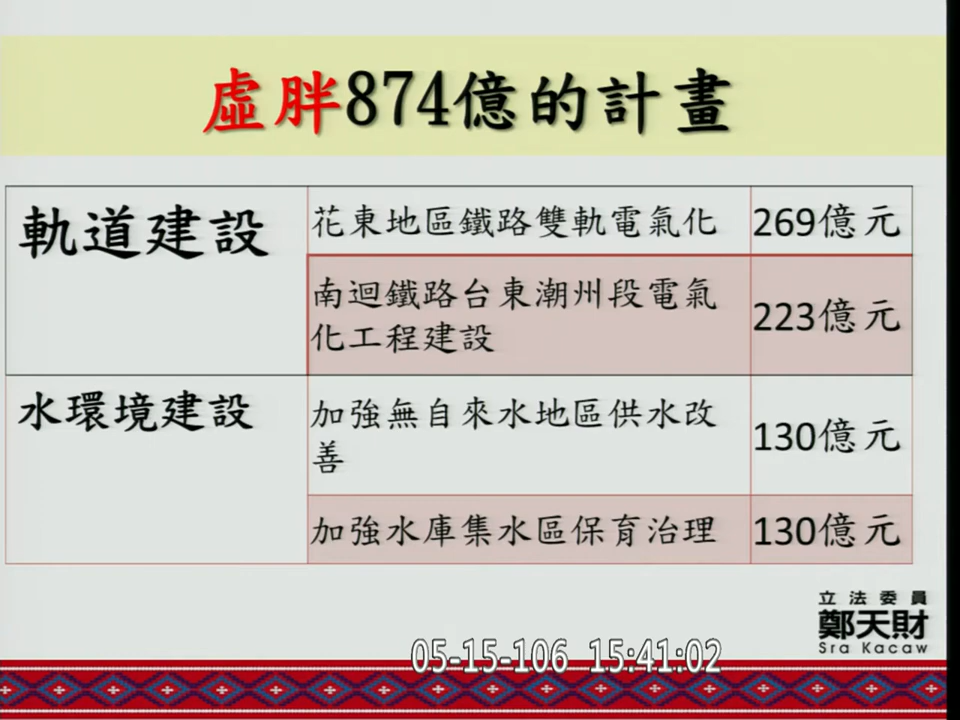 虛胖874億的計畫
軌道建設
花東地區鐵路雙軌電氣化
269億元
南迴鐵路台東潮州段電氣
化工程建設
223億元
水環境建設
加強無自來水地區供水改
善
130億元
加強水庫集水區保育治理
130億元
立法委員
鄭天財
Sra Kacaw
05-15-106 15:41:02